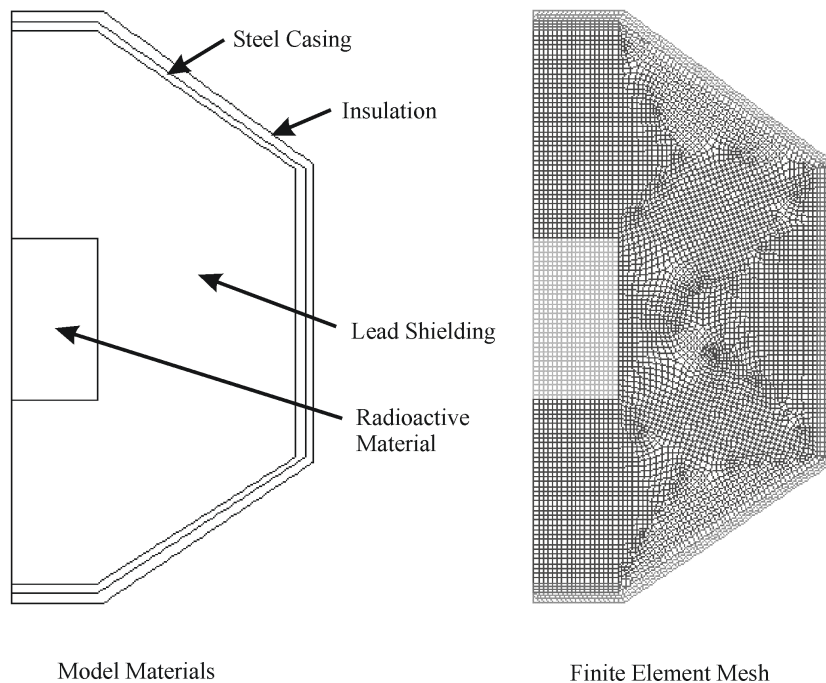 Steel Casing
Insulation
Lead Shielding
Radioactive
Material
Model Materials
Finite Element Mesh